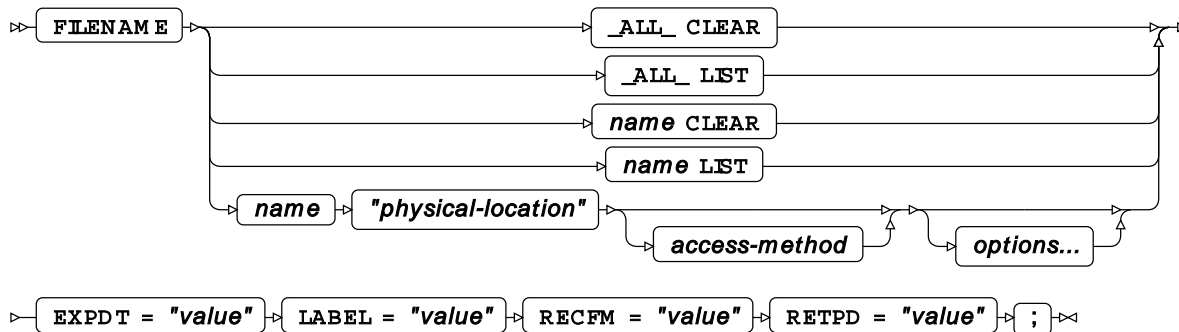 FILENAME _ALL_ CLEAR
_ALL_ LIST
name CLEAR
name LIST
name "physical-location"
access-method options...
EXPDT = "value" LABEL = "value" RECFM = "value" RETPD = "value" ;